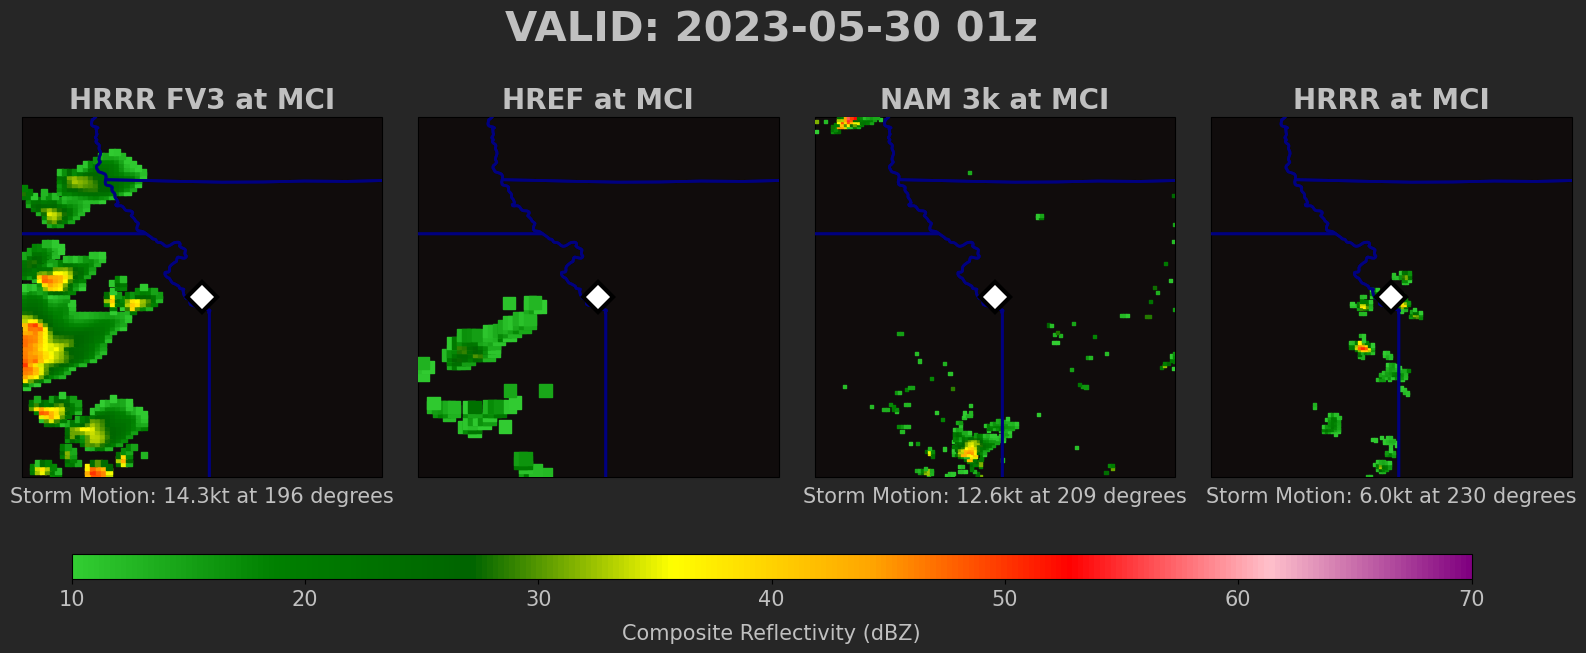 VALID: 2023-05-30 01z
HRRR FV3 at MCI
HREF at MCI
NAM 3k at MCI
HRRR at MCI
Storm Motion: 14.3kt at 196 degrees
Storm Motion: 12.6kt at 209 degrees
Storm Motion: 6.0kt at 230 degrees
10 20 30 40 50 60 70
Composite Reflectivity (dBZ)